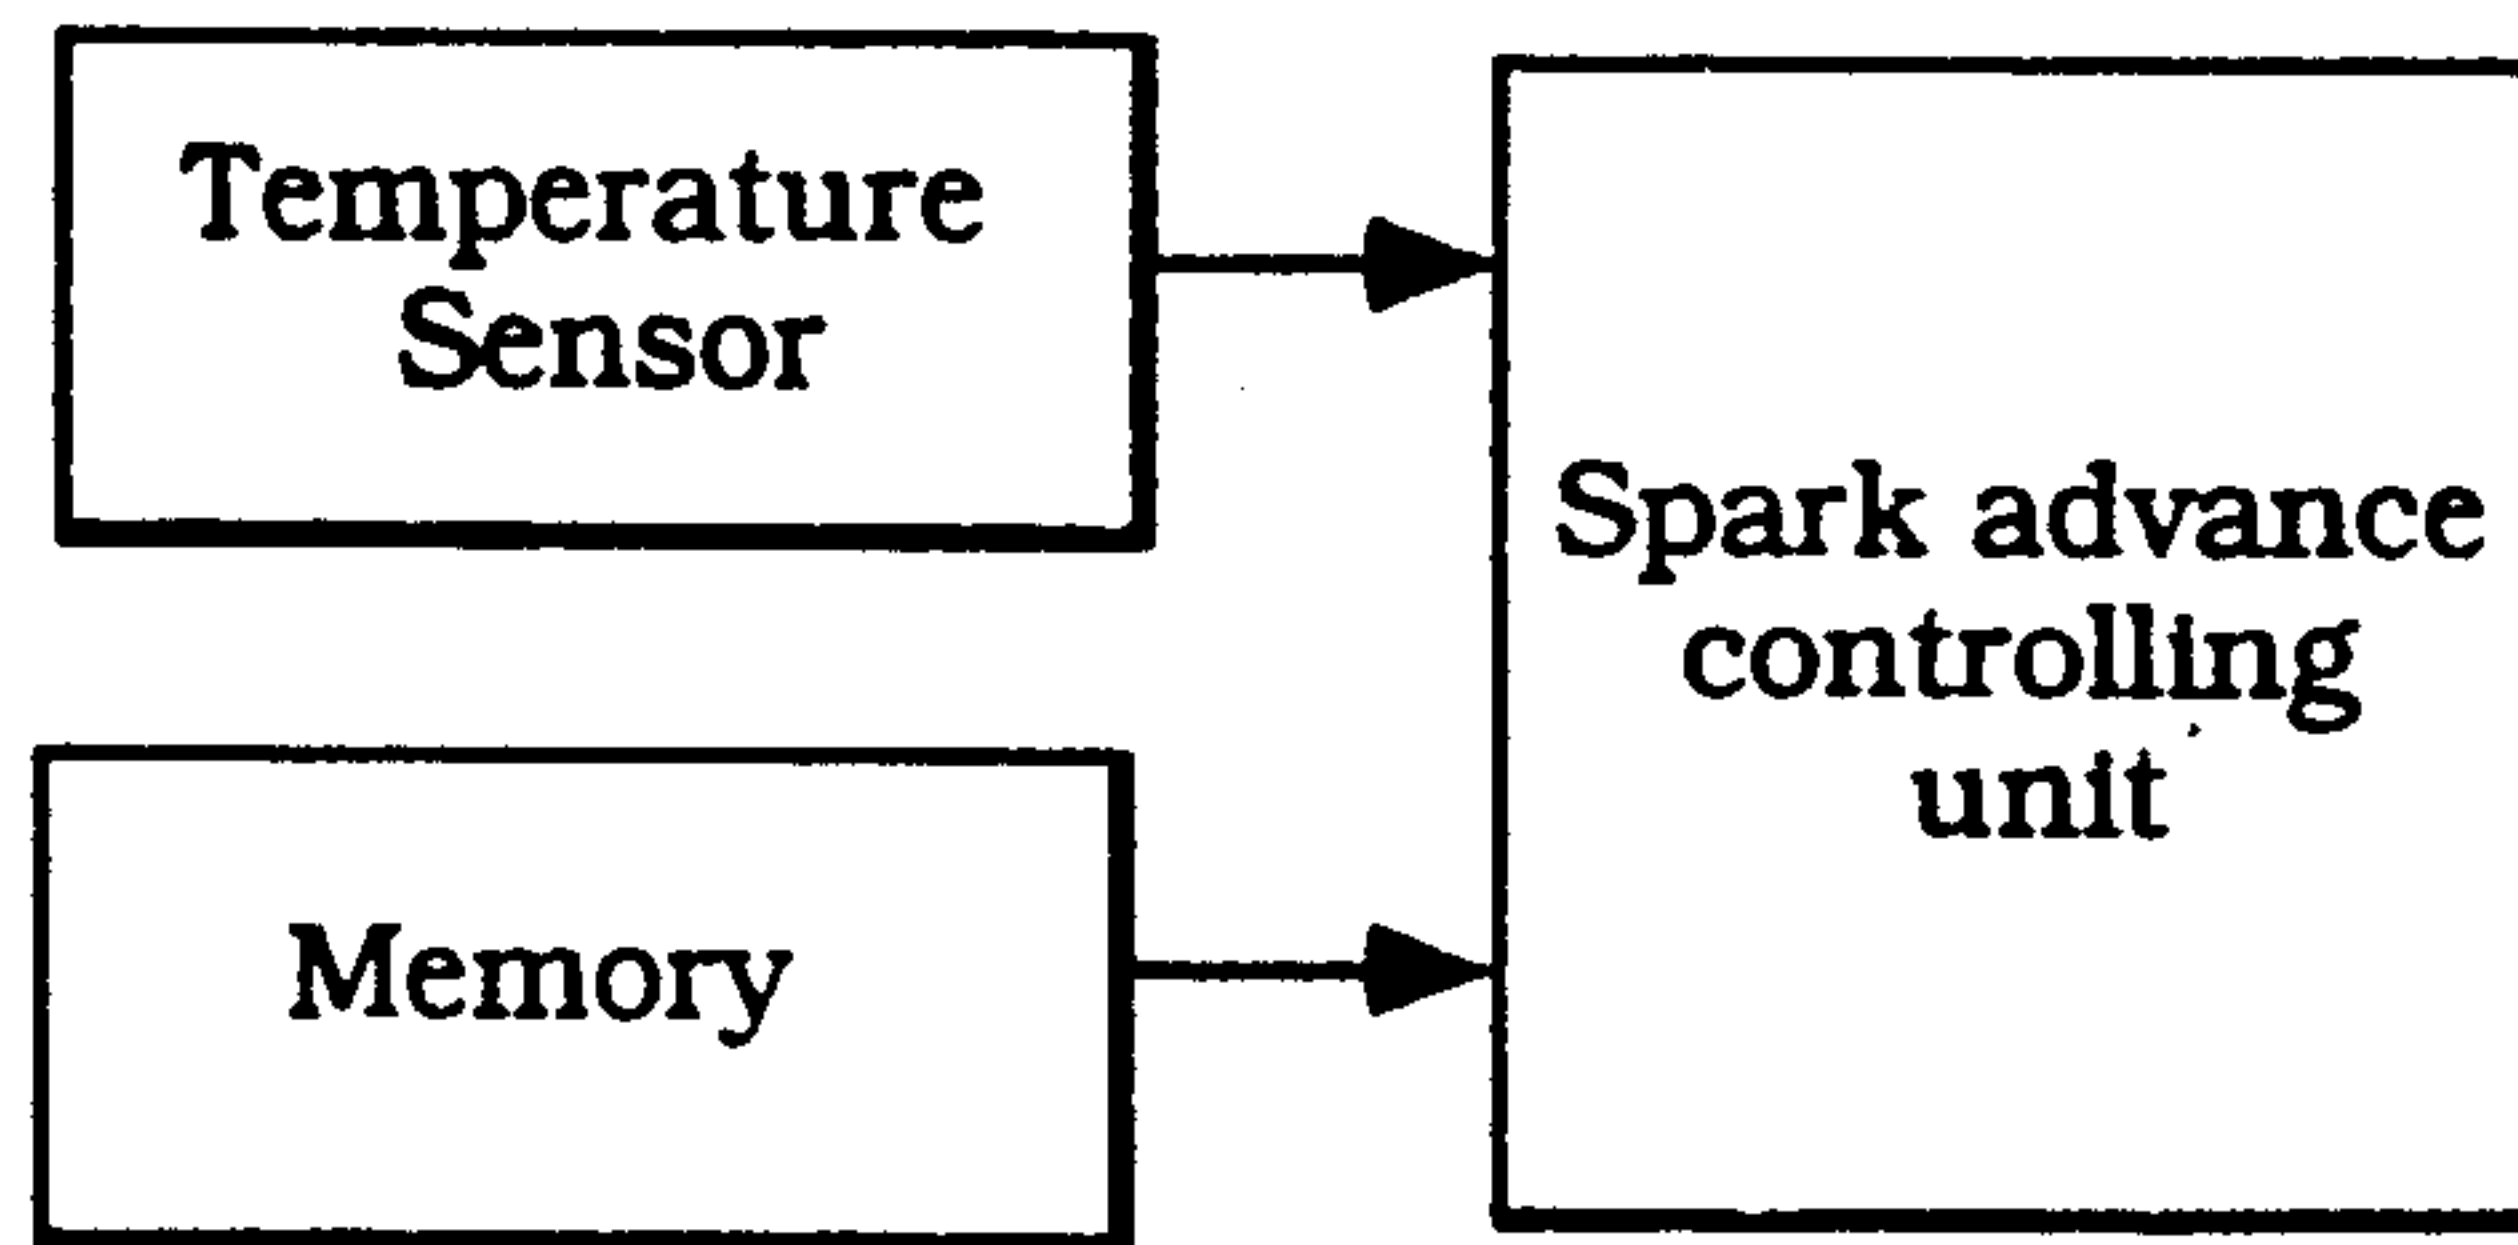 Temperature
Sensor
Spark advance
controlling
unit
Memory